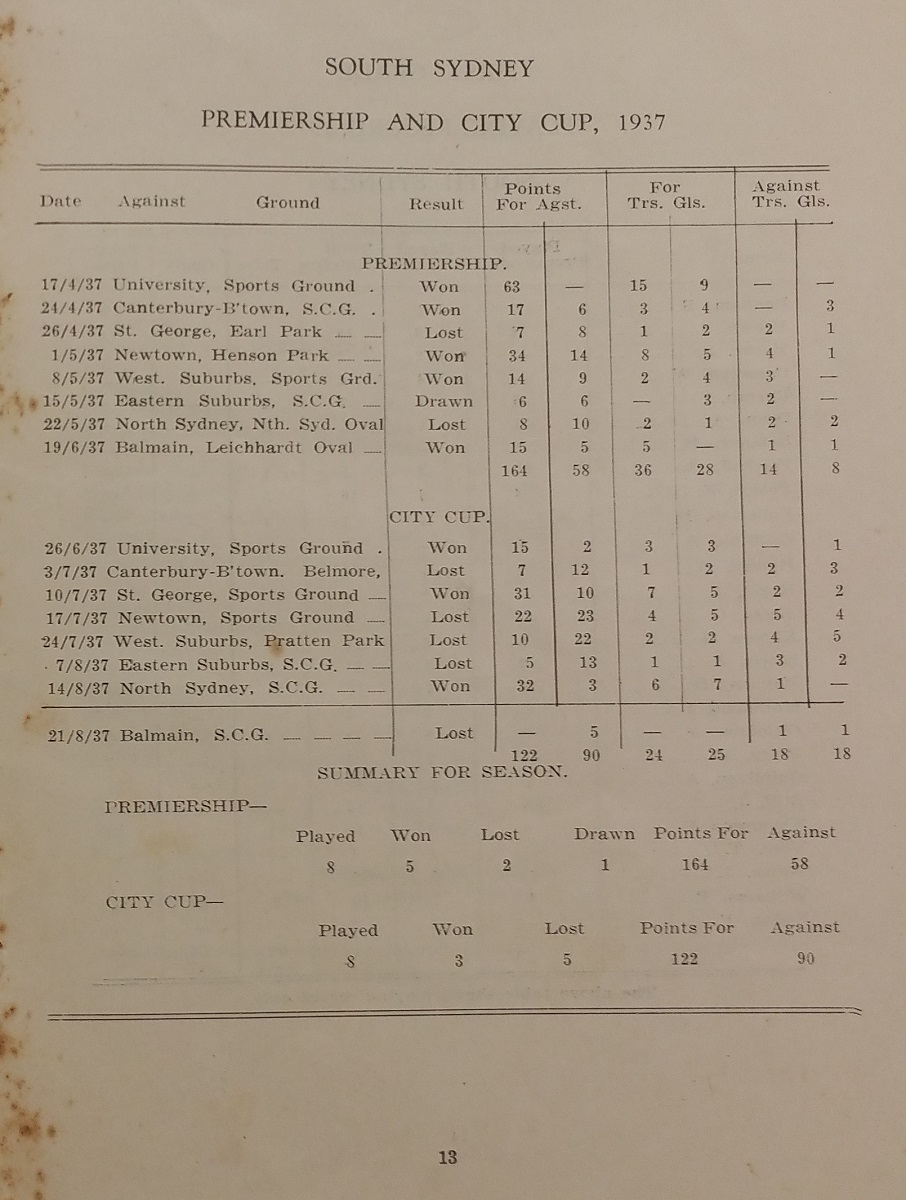 SOUTH SYDNEY
PREMIERSHIP AND CITY CUP, 1937
Points For Against
Date Against Ground Result For Agst. Trs. Gls. Trs. Gls.
PREMIERSHIP.
17/4/37 University, Sports Ground . Won 63 — 15 9 — —
24/4/37 Canterbury-B'town, S.C.G. . Won 17 6 3 4 — 3
26/4/37 St. George, Earl Park — — Lost 7 8 1 2 2 1
1/5/37 Newtown, Henson Park — — Won 34 14 8 5 4 1
8/5/37 West. Suburbs, Sports Grd. Won 14 9 2 4 3 —
15/5/37 Eastern Suburbs, S.C.G. — Drawn 6 6 — 3 2 —
22/5/37 North Sydney, Nth. Syd. Oval Lost 8 10 2 1 2 2
19/6/37 Balmain, Leichhardt Oval — Won 15 5 5 — 1 1
164 58 36 28 14 8
CITY CUP.
26/6/37 University, Sports Ground . Won 15 2 3 3 — 1
3/7/37 Canterbury-B'town. Belmore, Lost 7 12 1 2 2 3
10/7/37 St. George, Sports Ground — Won 31 10 7 5 2 2
17/7/37 Newtown, Sports Ground — Lost 22 23 4 5 5 4
24/7/37 West. Suburbs, Pratten Park Lost 10 22 2 2 4 5
7/8/37 Eastern Suburbs, S.C.G. — — Lost 5 13 1 1 3 2
14/8/37 North Sydney, S.C.G. — — Won 32 3 6 7 1 —
21/8/37 Balmain, S.C.G. — — — — Lost — 5 — — 1 1
122 90 24 25 18 18
SUMMARY FOR SEASON.
PREMIERSHIP—
Played Won Lost Drawn Points For Against
8 5 2 1 164 58
CITY CUP—
Played Won Lost Points For Against
8 3 5 122 90
13